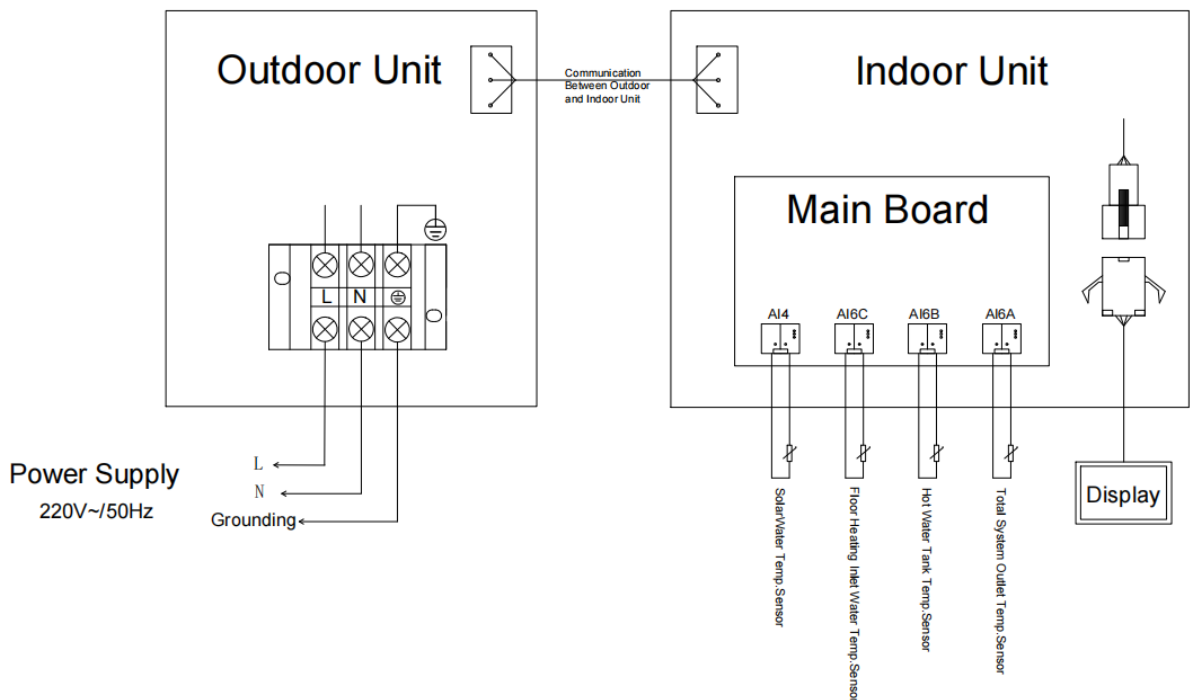 Outdoor Unit
Communication
Between Outdoor
and Indoor Unit
Indoor Unit
Main Board
L N
AI4 AI6C AI6B AI6A
Power Supply
220V~/50Hz
L
N
Grounding
SolarWater Temp.Sensor
Floor Heating Inlet Water Temp.Sensor
Hot Water Tank Temp.Sensor
Total System Outlet Temp.Sensor
Display